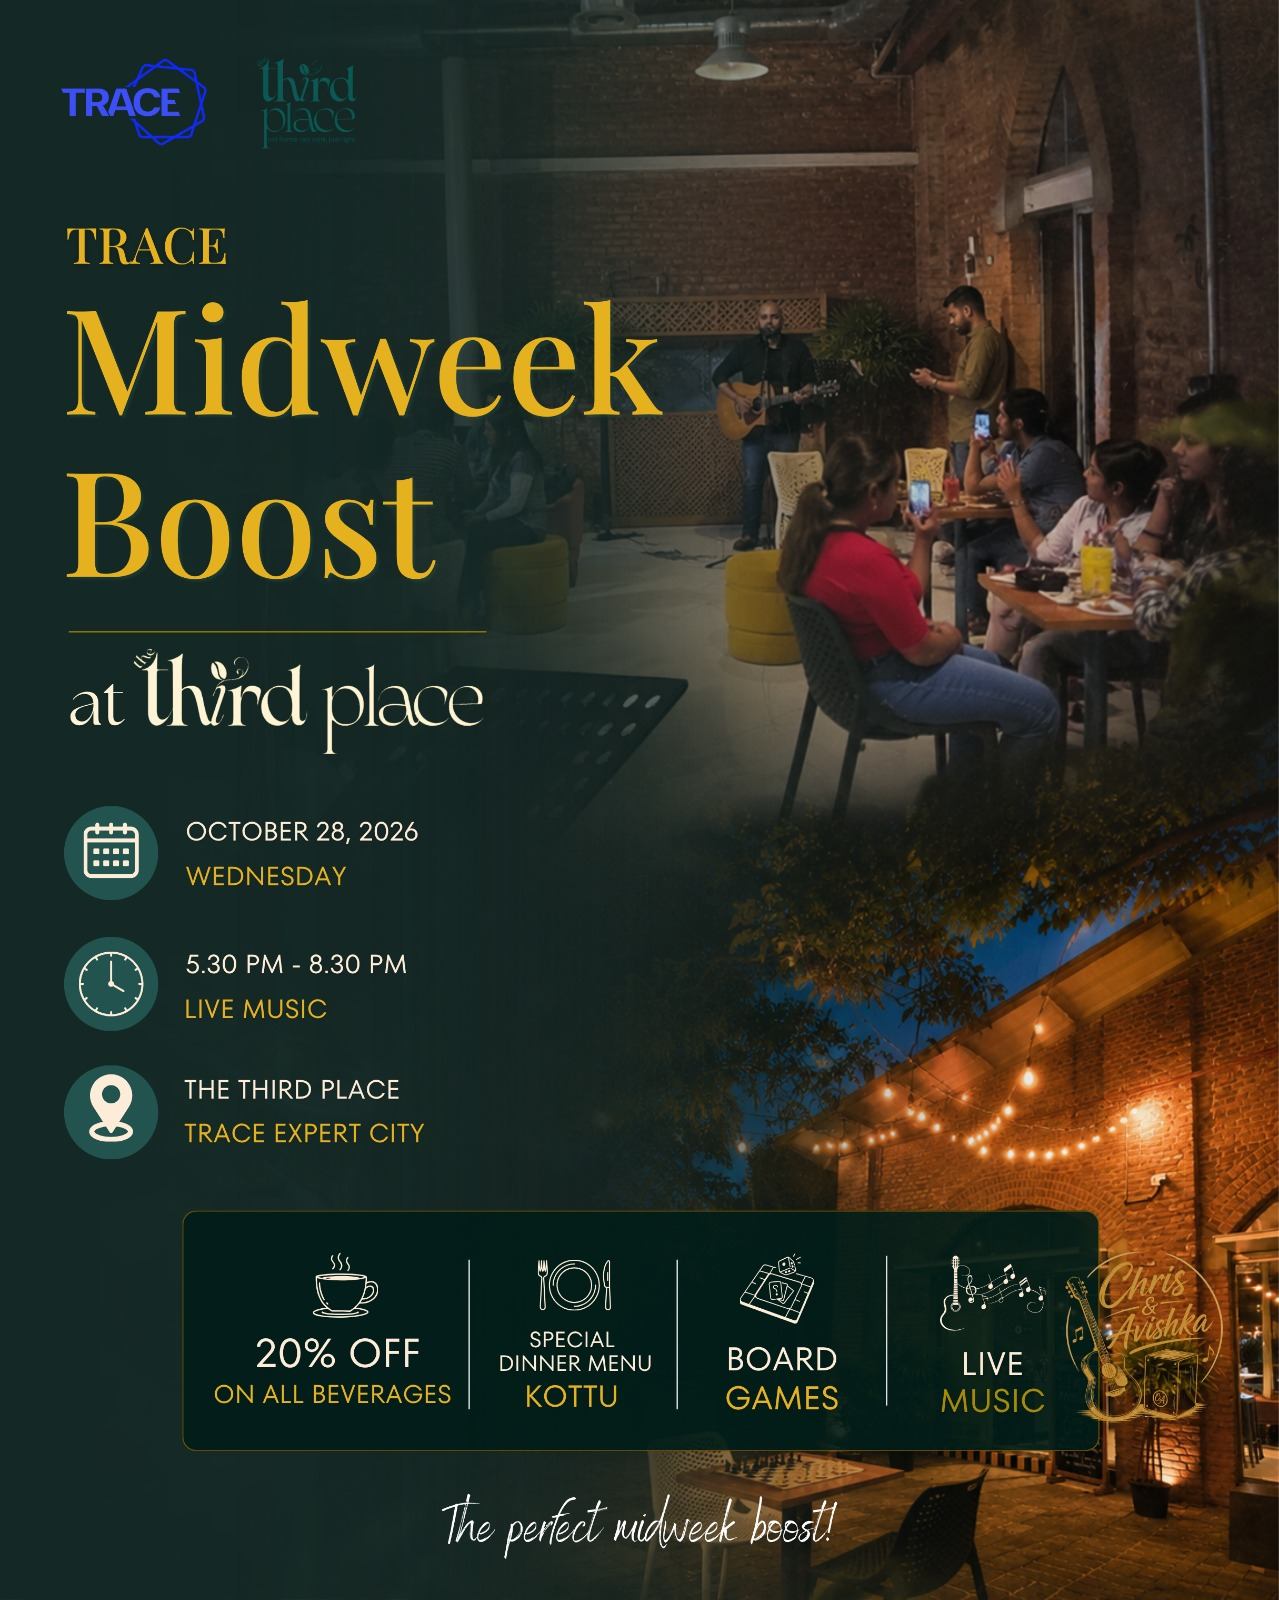 TRACE
third
place
TRACE
Midweek
Boost
at the third place
OCTOBER 28, 2026
WEDNESDAY
5.30 PM - 8.30 PM
LIVE MUSIC
THE THIRD PLACE
TRACE EXPERT CITY
20% OFF
ON ALL BEVERAGES
SPECIAL
DINNER MENU
KOTTU
BOARD
GAMES
LIVE
MUSIC
Chris
&
Avishka
The perfect midweek boost!